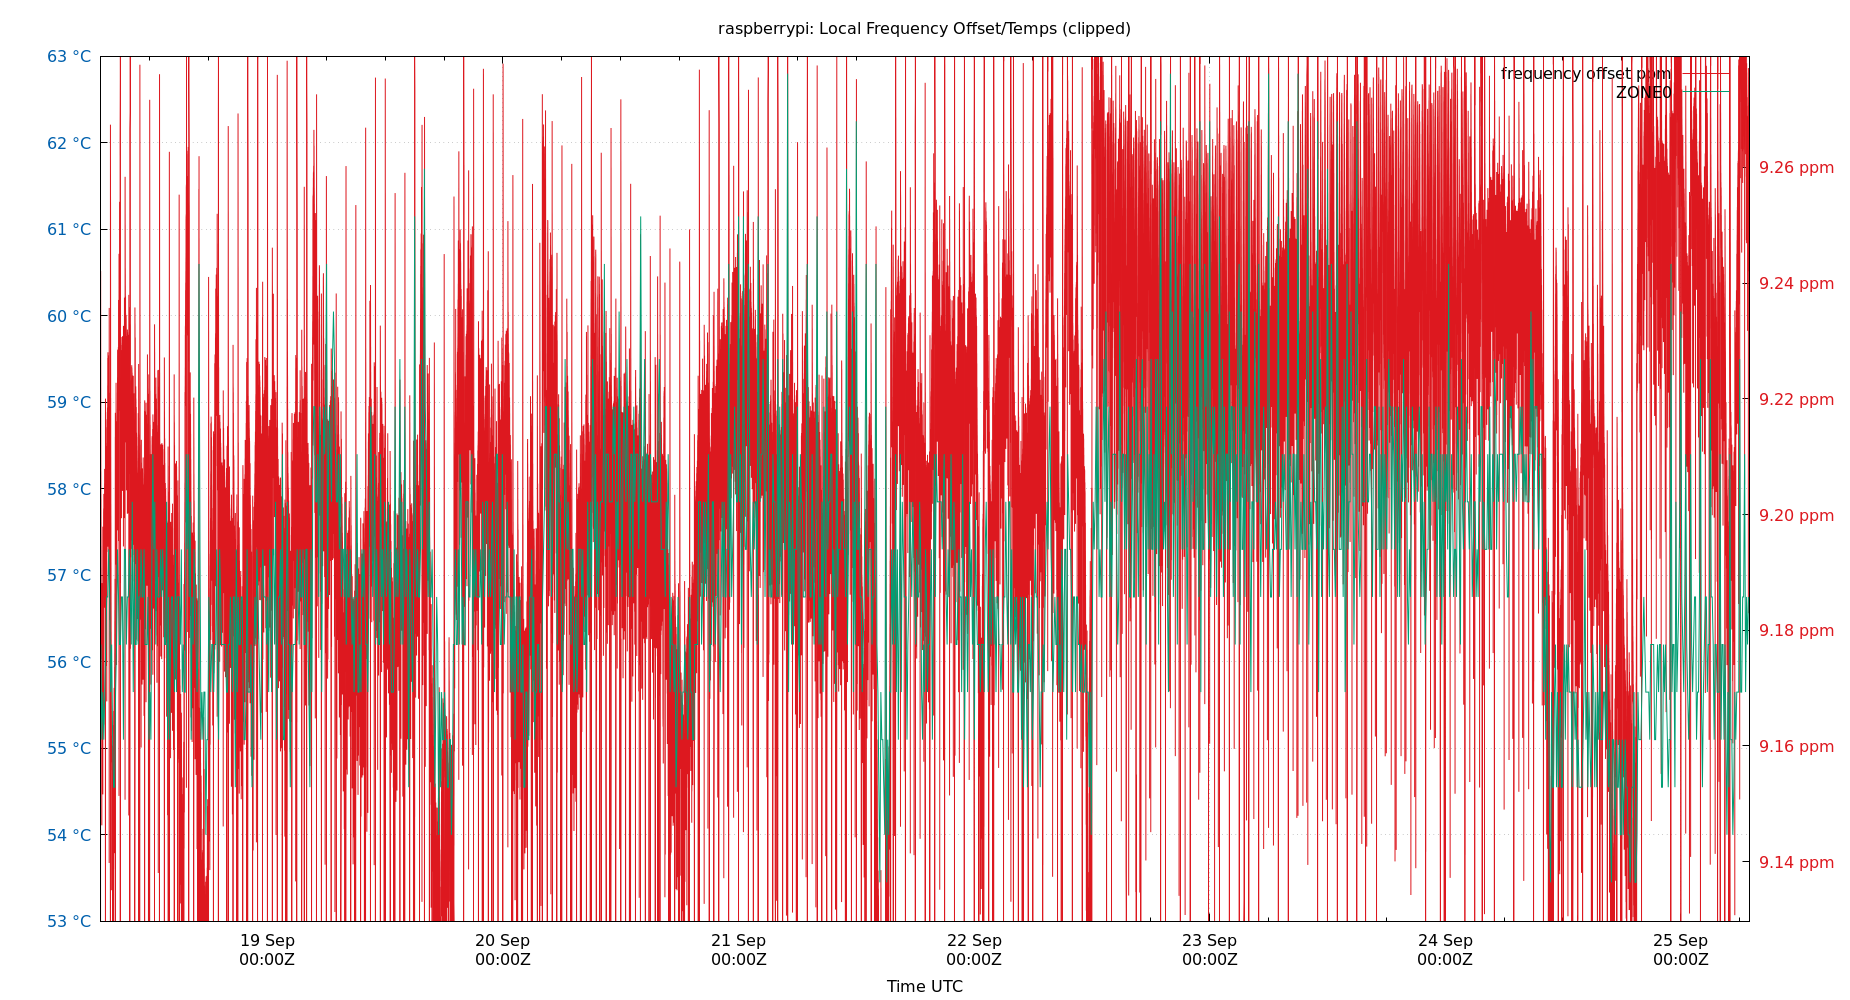 raspberrypi: Local Frequency Offset/Temps (clipped)
63 °C
62 °C
61 °C
60 °C
59 °C
58 °C
57 °C
56 °C
55 °C
54 °C
53 °C
frequency offset ppm
ZONE0
9.26 ppm
9.24 ppm
9.22 ppm
9.20 ppm
9.18 ppm
9.16 ppm
9.14 ppm
19 Sep
00:00Z
20 Sep
00:00Z
21 Sep
00:00Z
22 Sep
00:00Z
23 Sep
00:00Z
24 Sep
00:00Z
25 Sep
00:00Z
Time UTC